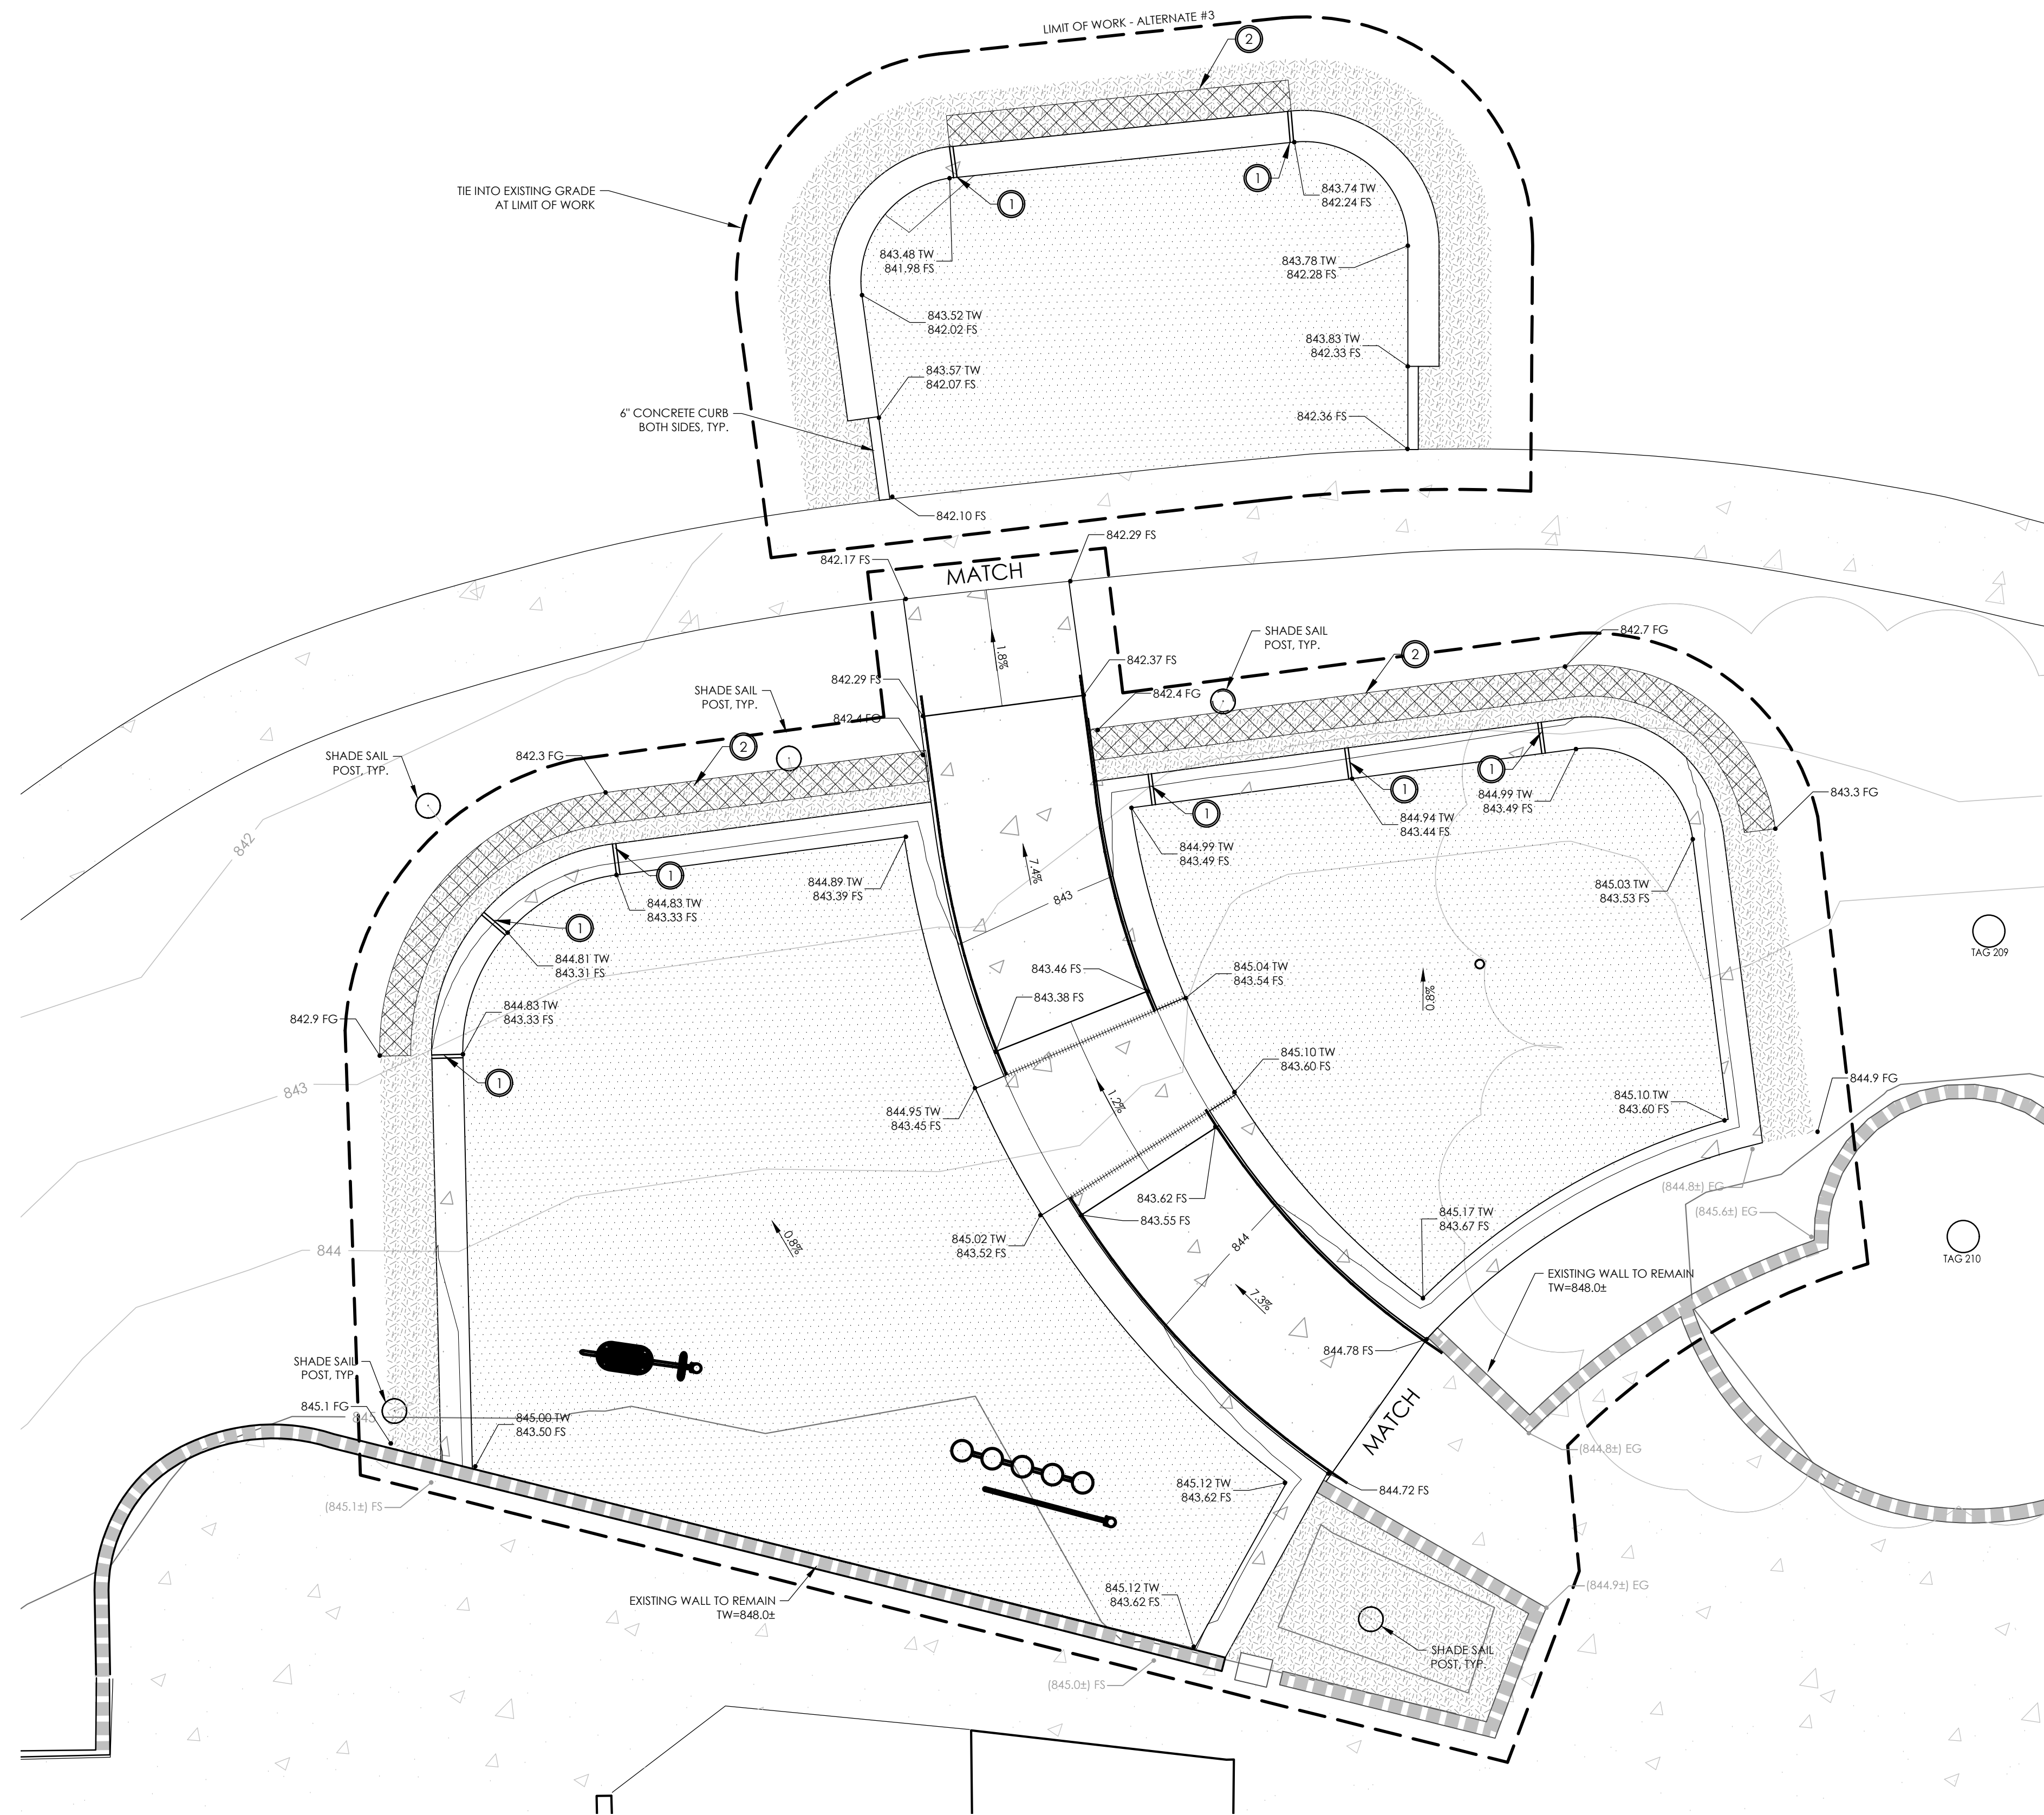 LIMIT OF WORK - ALTERNATE #3
2
TIE INTO EXISTING GRADE
AT LIMIT OF WORK
1
1
843.74 TW
842.24 FS
843.48 TW
841.98 FS
843.78 TW
842.28 FS
843.52 TW
842.02 FS
843.83 TW
842.33 FS
843.57 TW
842.07 FS
6" CONCRETE CURB
BOTH SIDES, TYP.
842.36 FS
842.10 FS
842.29 FS
842.17 FS
MATCH
SHADE SAIL
POST, TYP.
842.7 FG
1.8%
2
842.37 FS
842.29 FS
842.4 FG
SHADE SAIL
POST, TYP.
842.4 FG
2
842.3 FG
SHADE SAIL
POST, TYP.
1
1
1
844.99 TW
843.49 FS
843.3 FG
844.94 TW
843.44 FS
844.99 TW
843.49 FS
842
7.4%
1
844.89 TW
843.39 FS
845.03 TW
843.53 FS
844.83 TW
843.33 FS
843
1
TAG 209
844.81 TW
843.31 FS
843.46 FS
845.04 TW
843.54 FS
843.38 FS
0.8%
844.83 TW
843.33 FS
842.9 FG
845.10 TW
843.60 FS
844.9 FG
1
843
1.2%
844.95 TW
843.45 FS
845.10 TW
843.60 FS
(844.8±) EG
843.62 FS
843.55 FS
845.17 TW
843.67 FS
(845.6±) EG
845.02 TW
843.52 FS
0.8%
844
844
TAG 210
EXISTING WALL TO REMAIN
TW=848.0±
7.3%
844.78 FS
SHADE SAIL
POST, TYP.
845.1 FG
845
845.00 TW
843.50 FS
MATCH
(844.8±) EG
845.12 TW
843.62 FS
844.72 FS
(845.1±) FS
845.12 TW
843.62 FS
(844.9±) EG
EXISTING WALL TO REMAIN
TW=848.0±
SHADE SAIL
POST, TYP.
(845.0±) FS